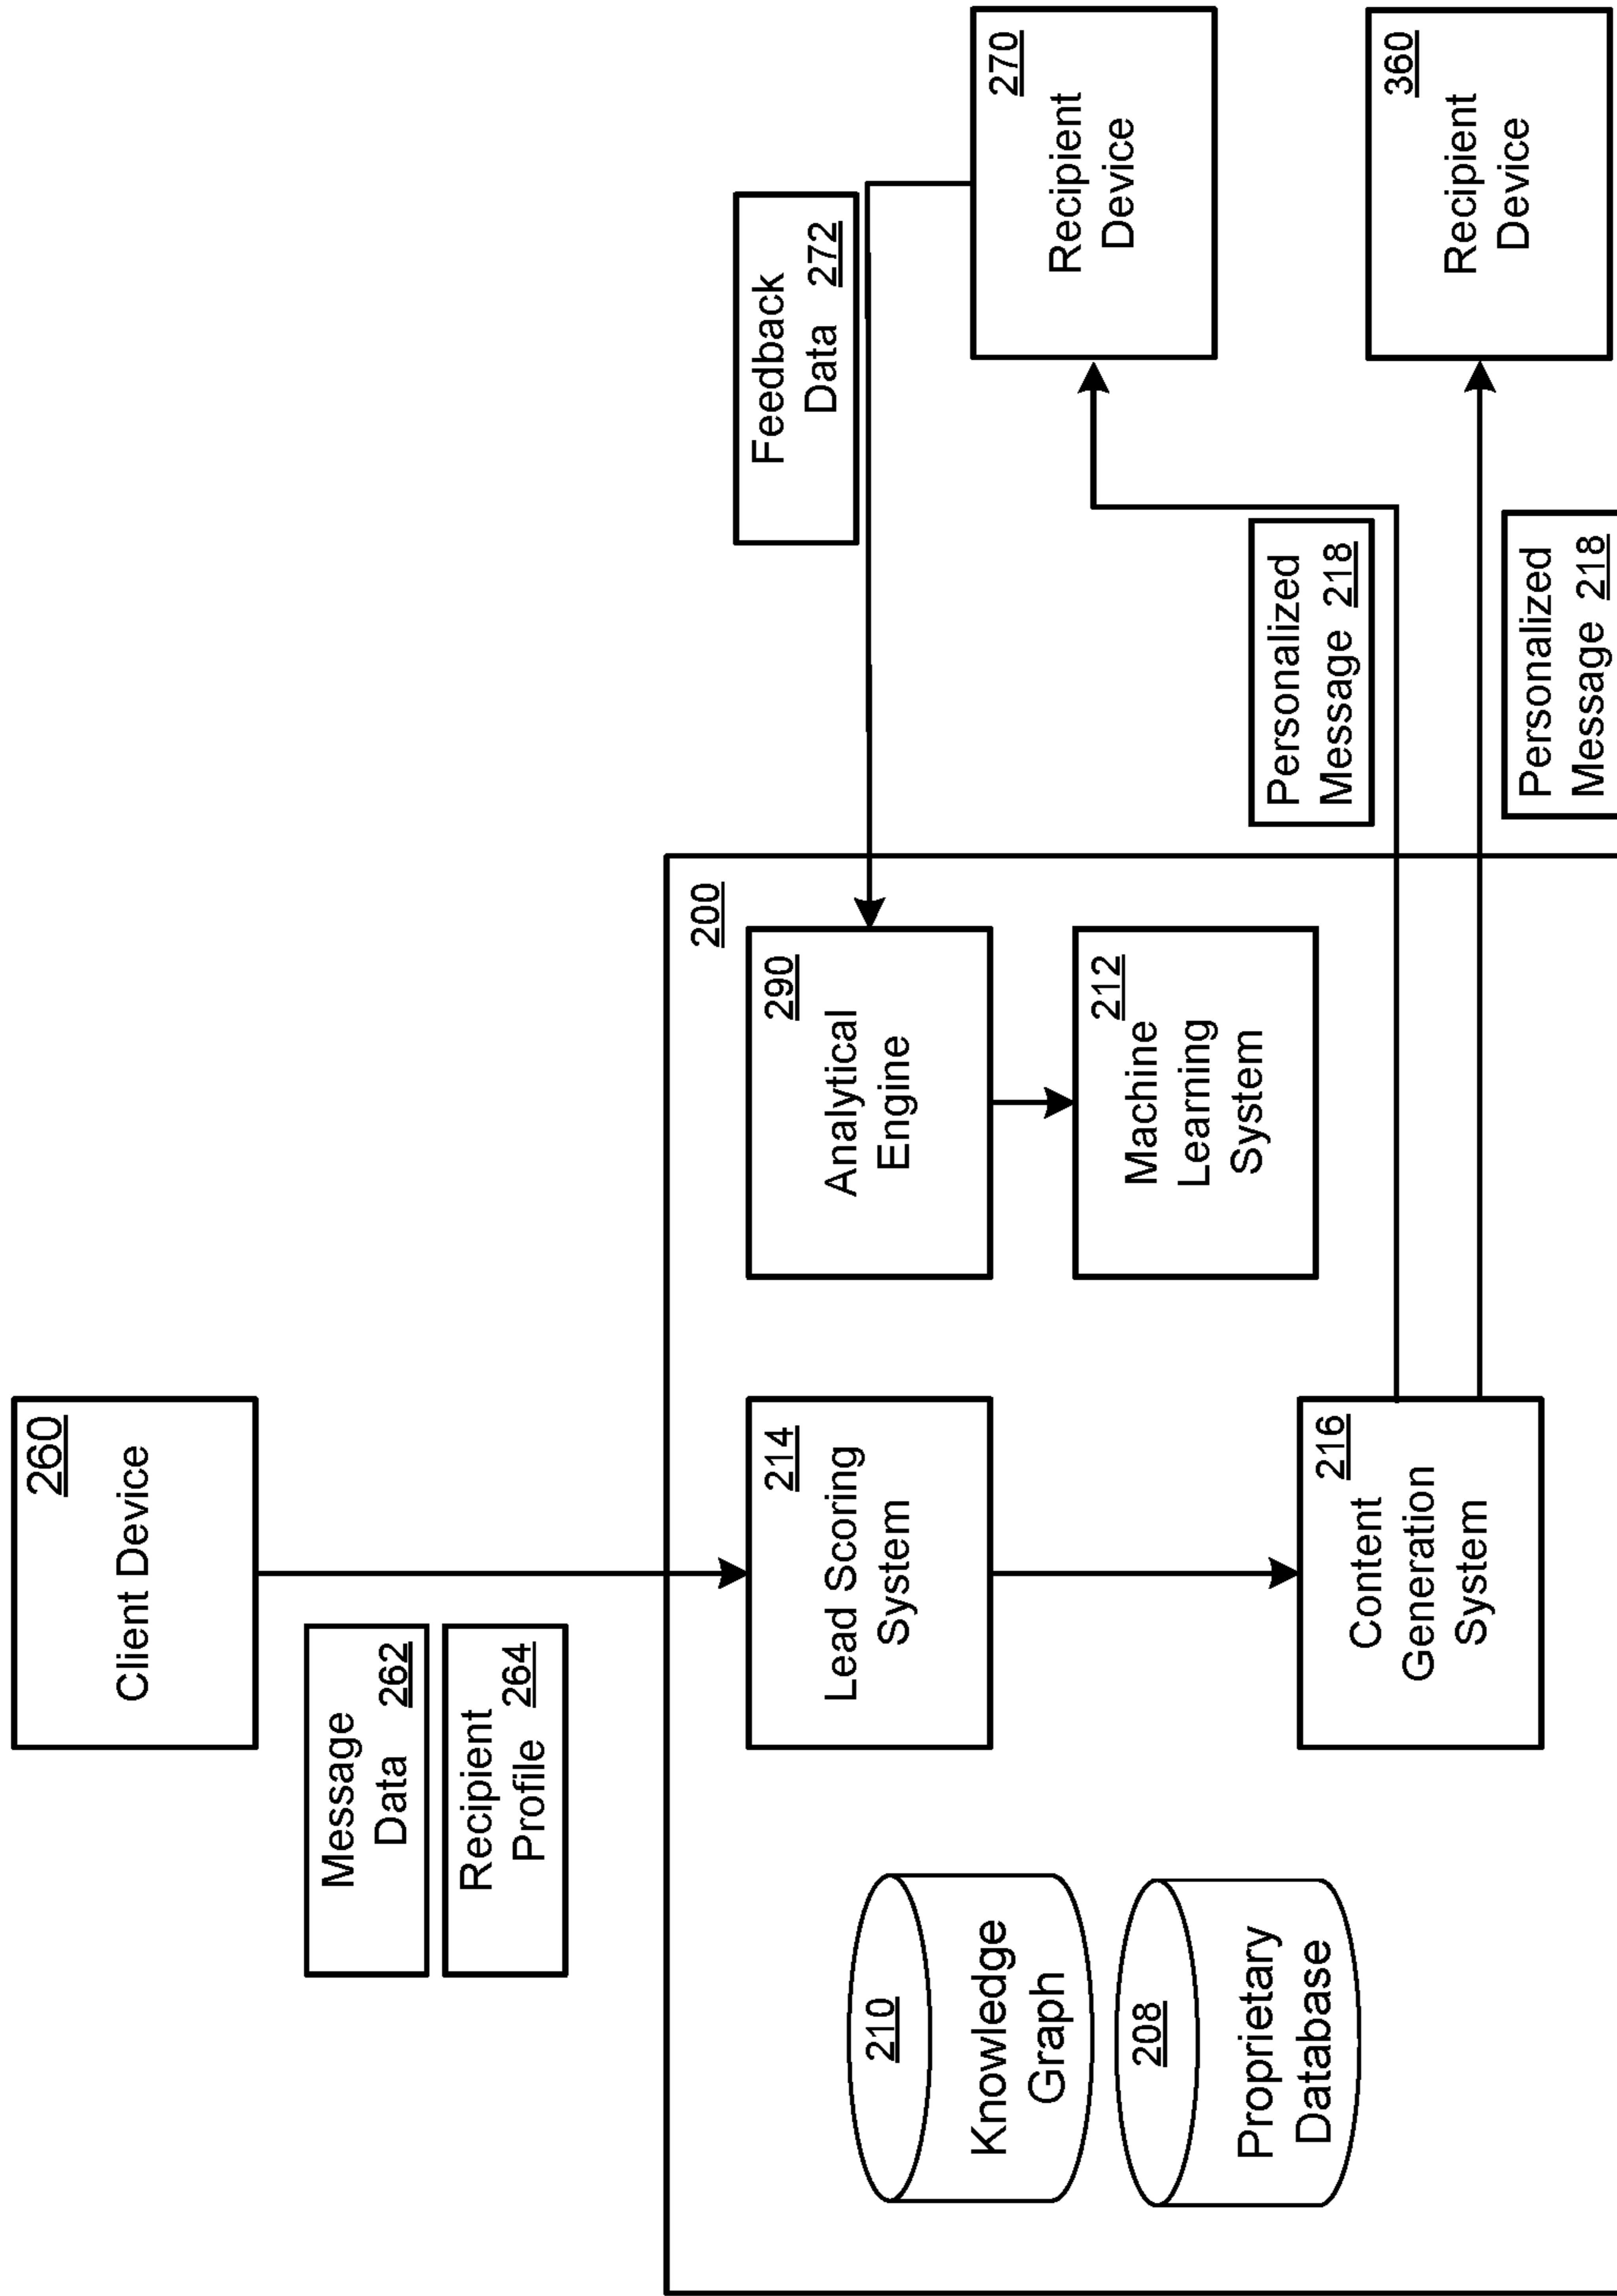 260
Client Device
Message
Data 262
Recipient
Profile 264
200
210
Knowledge
Graph
208
Proprietary
Database
214
Lead Scoring
System
290
Analytical
Engine
212
Machine
Learning
System
216
Content
Generation
System
Feedback
Data 272
270
Recipient
Device
Personalized
Message 218
360
Recipient
Device
Personalized
Message 218